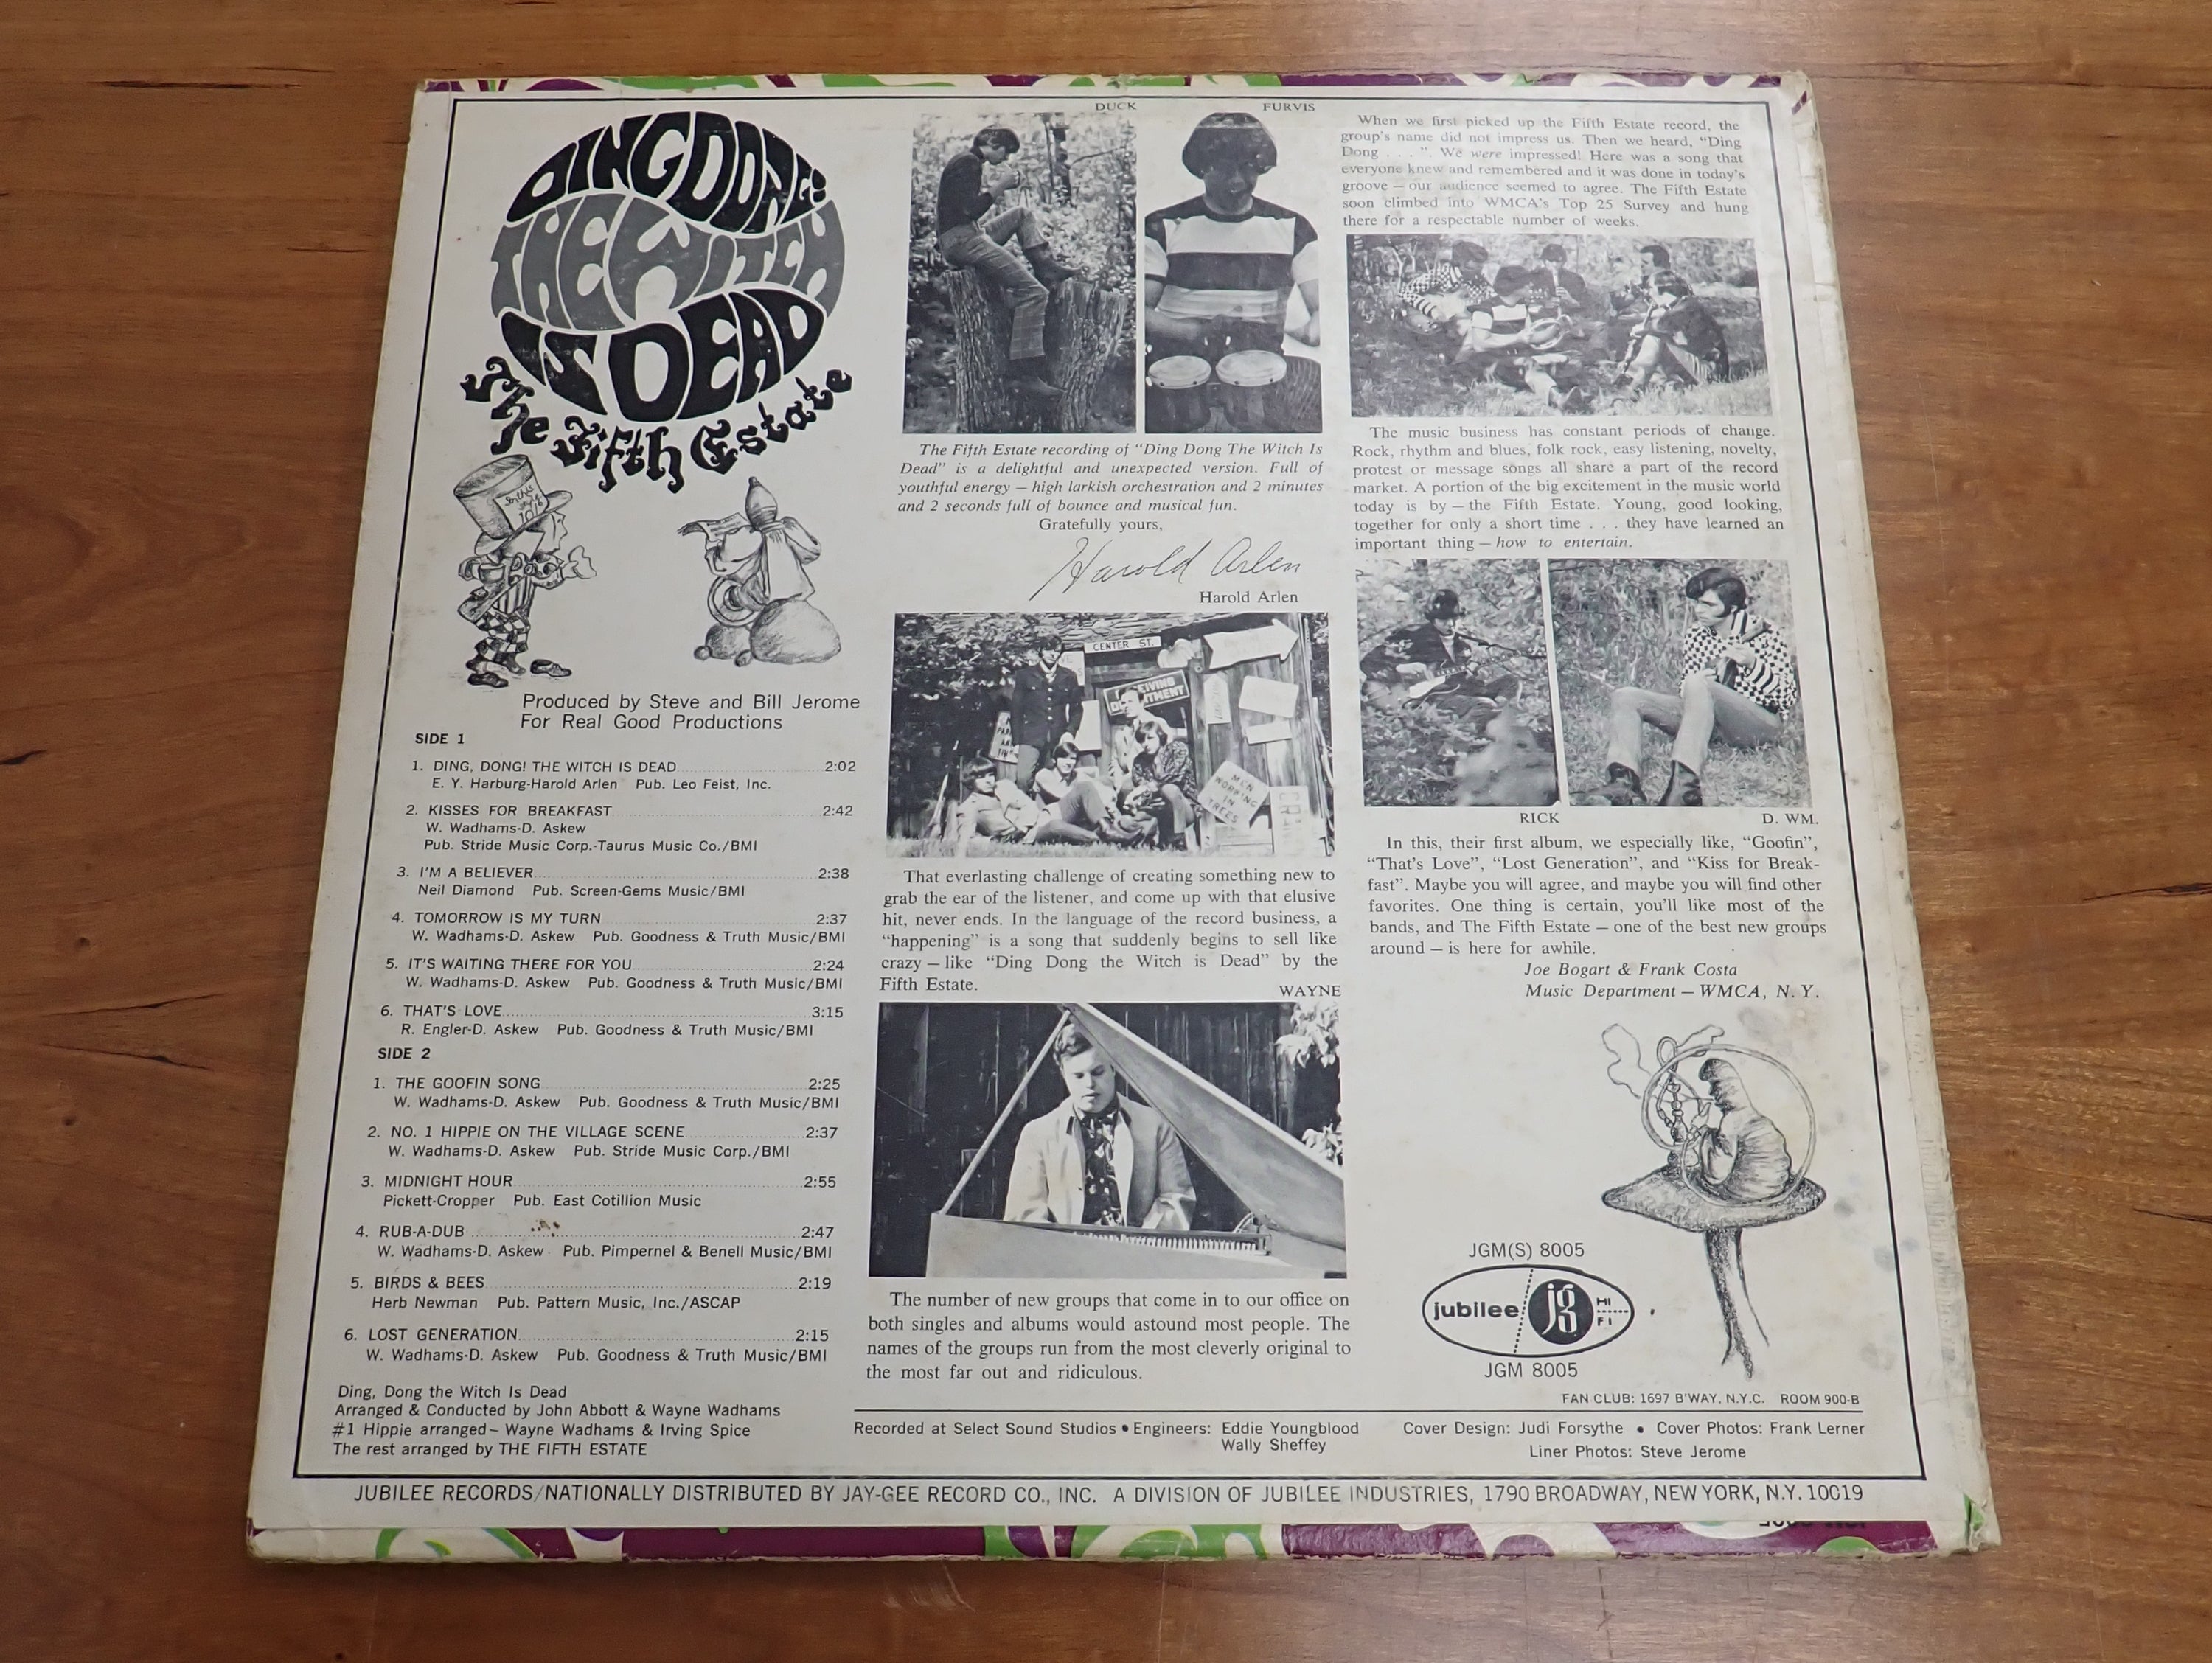 DING DONG!
THE WITCH
IS DEAD
The Fifth Estate
In this
Style
10/6
Produced by Steve and Bill Jerome
For Real Good Productions
SIDE 1
1. DING, DONG! THE WITCH IS DEAD 2:02
E. Y. Harburg-Harold Arlen Pub. Leo Feist, Inc.
2. KISSES FOR BREAKFAST 2:42
W. Wadhams-D. Askew
Pub. Stride Music Corp.-Taurus Music Co./BMI
3. I'M A BELIEVER 2:38
Neil Diamond Pub. Screen-Gems Music/BMI
4. TOMORROW IS MY TURN 2:37
W. Wadhams-D. Askew Pub. Goodness & Truth Music/BMI
5. IT'S WAITING THERE FOR YOU 2:24
W. Wadhams-D. Askew Pub. Goodness & Truth Music/BMI
6. THAT'S LOVE 3:15
R. Engler-D. Askew Pub. Goodness & Truth Music/BMI
SIDE 2
1. THE GOOFIN SONG 2:25
W. Wadhams-D. Askew Pub. Goodness & Truth Music/BMI
2. NO. 1 HIPPIE ON THE VILLAGE SCENE 2:37
W. Wadhams-D. Askew Pub. Stride Music Corp./BMI
3. MIDNIGHT HOUR 2:55
Pickett-Cropper Pub. East Cotillion Music
4. RUB-A-DUB 2:47
W. Wadhams-D. Askew Pub. Pimpernel & Benell Music/BMI
5. BIRDS & BEES 2:19
Herb Newman Pub. Pattern Music, Inc./ASCAP
6. LOST GENERATION 2:15
W. Wadhams-D. Askew Pub. Goodness & Truth Music/BMI
Ding, Dong the Witch Is Dead
Arranged & Conducted by John Abbott & Wayne Wadhams
#1 Hippie arranged – Wayne Wadhams & Irving Spice
The rest arranged by THE FIFTH ESTATE
DUCK FURVIS
The Fifth Estate recording of "Ding Dong The Witch Is
Dead" is a delightful and unexpected version. Full of
youthful energy — high larkish orchestration and 2 minutes
and 2 seconds full of bounce and musical fun.
Gratefully yours,
Harold Arlen
Harold Arlen
CENTER ST.
MEN
WORKING
IN
TREES
That everlasting challenge of creating something new to
grab the ear of the listener, and come up with that elusive
hit, never ends. In the language of the record business, a
"happening" is a song that suddenly begins to sell like
crazy — like "Ding Dong the Witch is Dead" by the
Fifth Estate.
WAYNE
The number of new groups that come in to our office on
both singles and albums would astound most people. The
names of the groups run from the most cleverly original to
the most far out and ridiculous.
When we first picked up the Fifth Estate record, the
group's name did not impress us. Then we heard, "Ding
Dong . . . ". We were impressed! Here was a song that
everyone knew and remembered and it was done in today's
groove — our audience seemed to agree. The Fifth Estate
soon climbed into WMCA's Top 25 Survey and hung
there for a respectable number of weeks.
The music business has constant periods of change.
Rock, rhythm and blues, folk rock, easy listening, novelty,
protest or message songs all share a part of the record
market. A portion of the big excitement in the music world
today is by — the Fifth Estate. Young, good looking,
together for only a short time . . . they have learned an
important thing — how to entertain.
RICK D. WM.
In this, their first album, we especially like, "Goofin",
"That's Love", "Lost Generation", and "Kiss for Break-
fast". Maybe you will agree, and maybe you will find other
favorites. One thing is certain, you'll like most of the
bands, and The Fifth Estate — one of the best new groups
around — is here for awhile.
Joe Bogart & Frank Costa
Music Department — WMCA, N. Y.
JGM(S) 8005
jubilee jg HI FI
JGM 8005
FAN CLUB: 1697 B'WAY. N.Y.C. ROOM 900-B
Recorded at Select Sound Studios • Engineers: Eddie Youngblood
Wally Sheffey
Cover Design: Judi Forsythe • Cover Photos: Frank Lerner
Liner Photos: Steve Jerome
JUBILEE RECORDS/NATIONALLY DISTRIBUTED BY JAY-GEE RECORD CO., INC. A DIVISION OF JUBILEE INDUSTRIES, 1790 BROADWAY, NEW YORK, N.Y. 10019